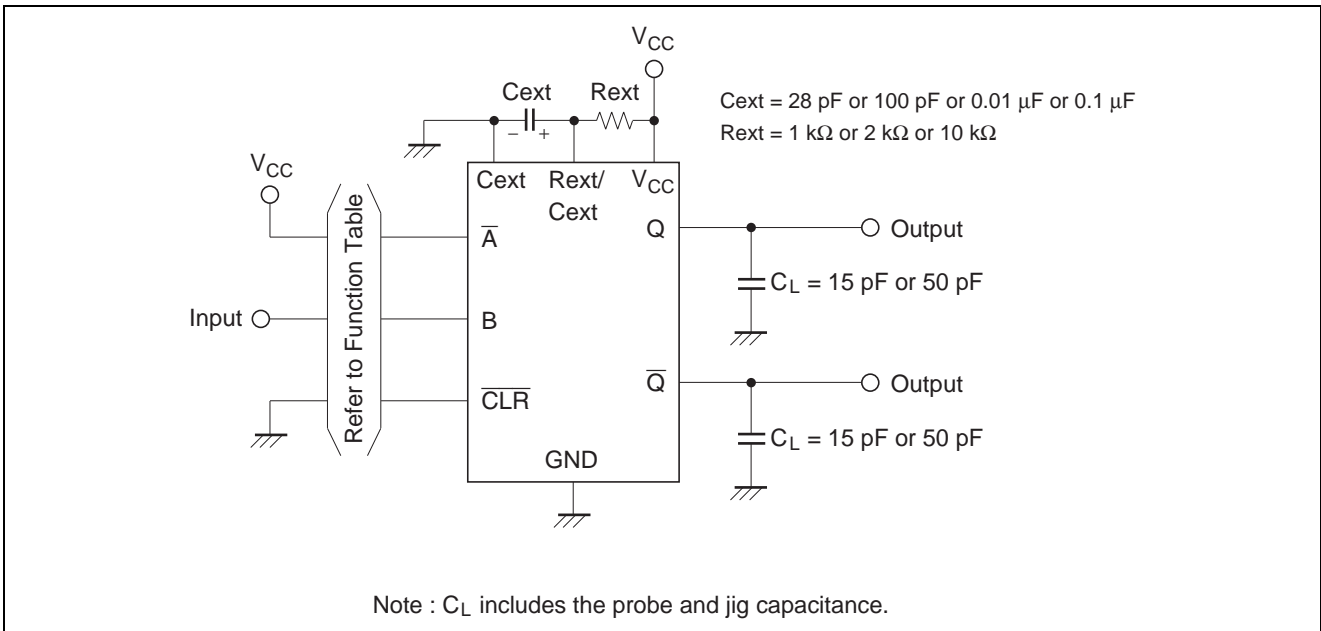 VCC
Cext Rext
Cext = 28 pF or 100 pF or 0.01 μF or 0.1 μF
Rext = 1 kΩ or 2 kΩ or 10 kΩ
− +
VCC
Cext Rext/ VCC
Cext
Refer to Function Table
A̅
Q
Output
CL = 15 pF or 50 pF
Input
B
Q̅
Output
C̅L̅R̅
CL = 15 pF or 50 pF
GND
Note : CL includes the probe and jig capacitance.